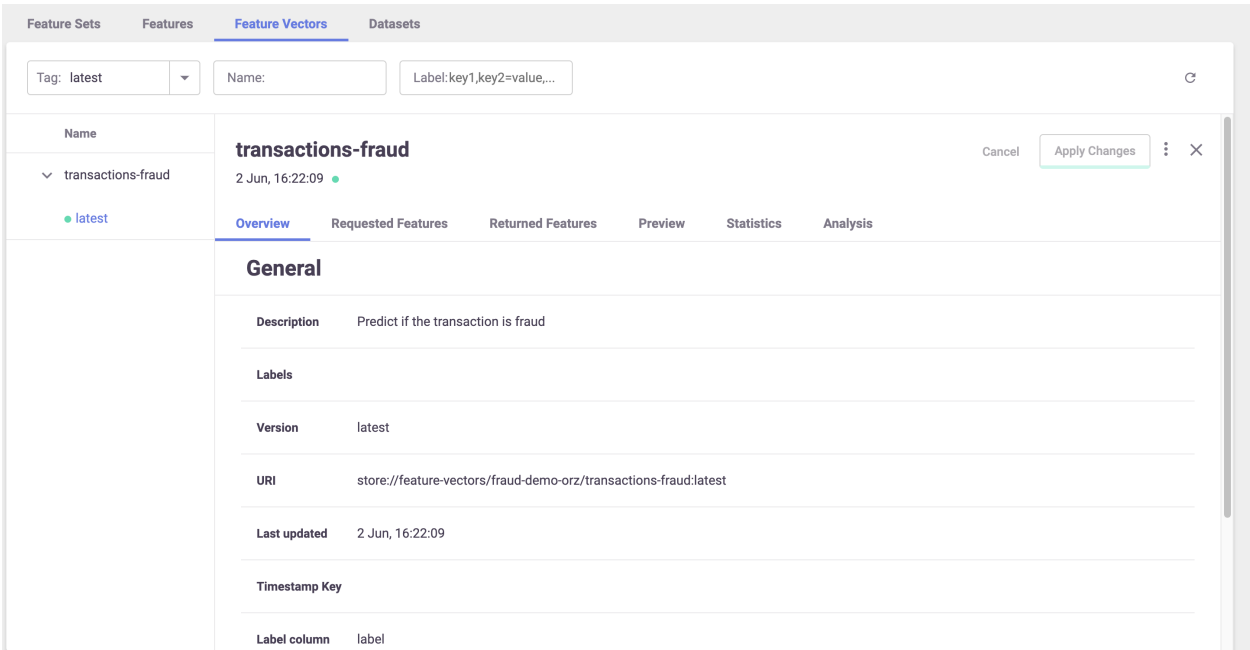 Feature Sets Features Feature Vectors Datasets
Tag: latest Name: Label:key1,key2=value,...
Name
transactions-fraud
latest
transactions-fraud
Cancel Apply Changes
2 Jun, 16:22:09
Overview Requested Features Returned Features Preview Statistics Analysis
General
Description Predict if the transaction is fraud
Labels
Version latest
URI store://feature-vectors/fraud-demo-orz/transactions-fraud:latest
Last updated 2 Jun, 16:22:09
Timestamp Key
Label column label